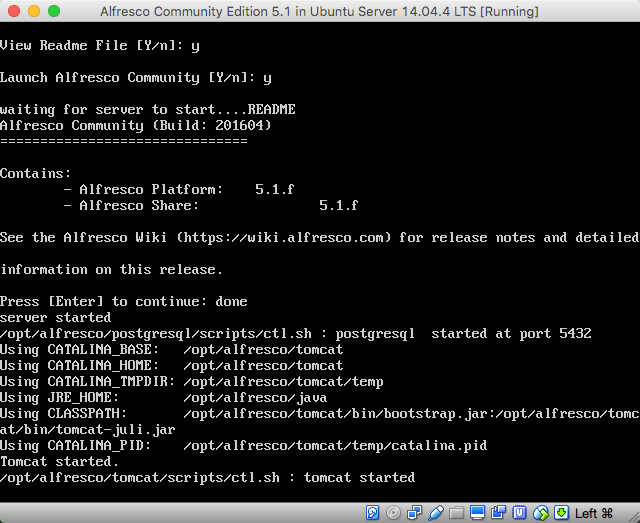 Alfresco Community Edition 5.1 in Ubuntu Server 14.04.4 LTS [Running]
View Readme File [Y/n]: y
Launch Alfresco Community [Y/n]: y
waiting for server to start....README
Alfresco Community (Build: 201604)
===============================
Contains:
- Alfresco Platform: 5.1.f
- Alfresco Share: 5.1.f
See the Alfresco Wiki (https://wiki.alfresco.com) for release notes and detailed
information on this release.
Press [Enter] to continue: done
server started
/opt/alfresco/postgresql/scripts/ctl.sh : postgresql  started at port 5432
Using CATALINA_BASE:   /opt/alfresco/tomcat
Using CATALINA_HOME:   /opt/alfresco/tomcat
Using CATALINA_TMPDIR: /opt/alfresco/tomcat/temp
Using JRE_HOME:        /opt/alfresco/java
Using CLASSPATH:       /opt/alfresco/tomcat/bin/bootstrap.jar:/opt/alfresco/tomc
at/bin/tomcat-juli.jar
Using CATALINA_PID:    /opt/alfresco/tomcat/temp/catalina.pid
Tomcat started.
/opt/alfresco/tomcat/scripts/ctl.sh : tomcat started
Left ⌘